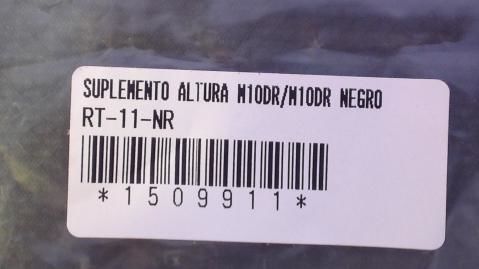 SUPLEMENTO ALTURA M10DR/M10DR NEGRO
RT-11-NR
*1509911*